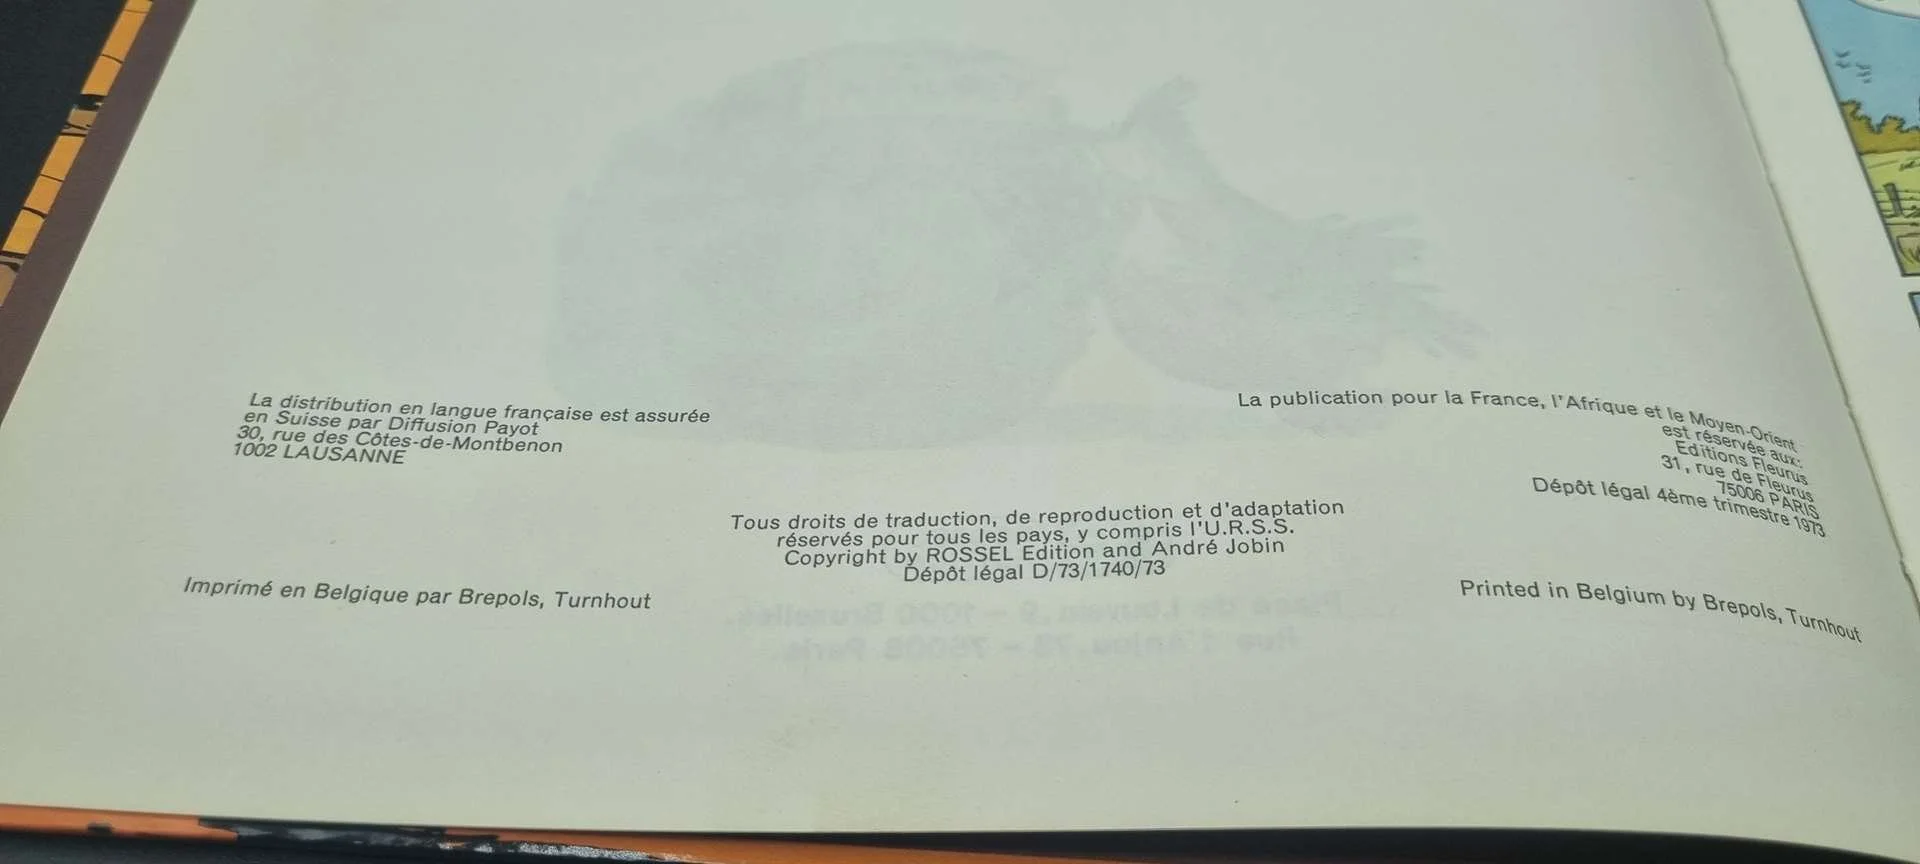 La distribution en langue française est assurée
en Suisse par Diffusion Payot
30, rue des Côtes-de-Montbenon
1002 LAUSANNE
La publication pour la France, l'Afrique et le Moyen-Orient
est réservée aux:
Editions Fleurus
31, rue de Fleurus
75006 PARIS
Dépôt légal 4ème trimestre 1973
Tous droits de traduction, de reproduction et d'adaptation
réservés pour tous les pays, y compris l'U.R.S.S.
Copyright by ROSSEL Edition and André Jobin
Dépôt légal D/73/1740/73
Imprimé en Belgique par Brepols, Turnhout
Printed in Belgium by Brepols, Turnhout